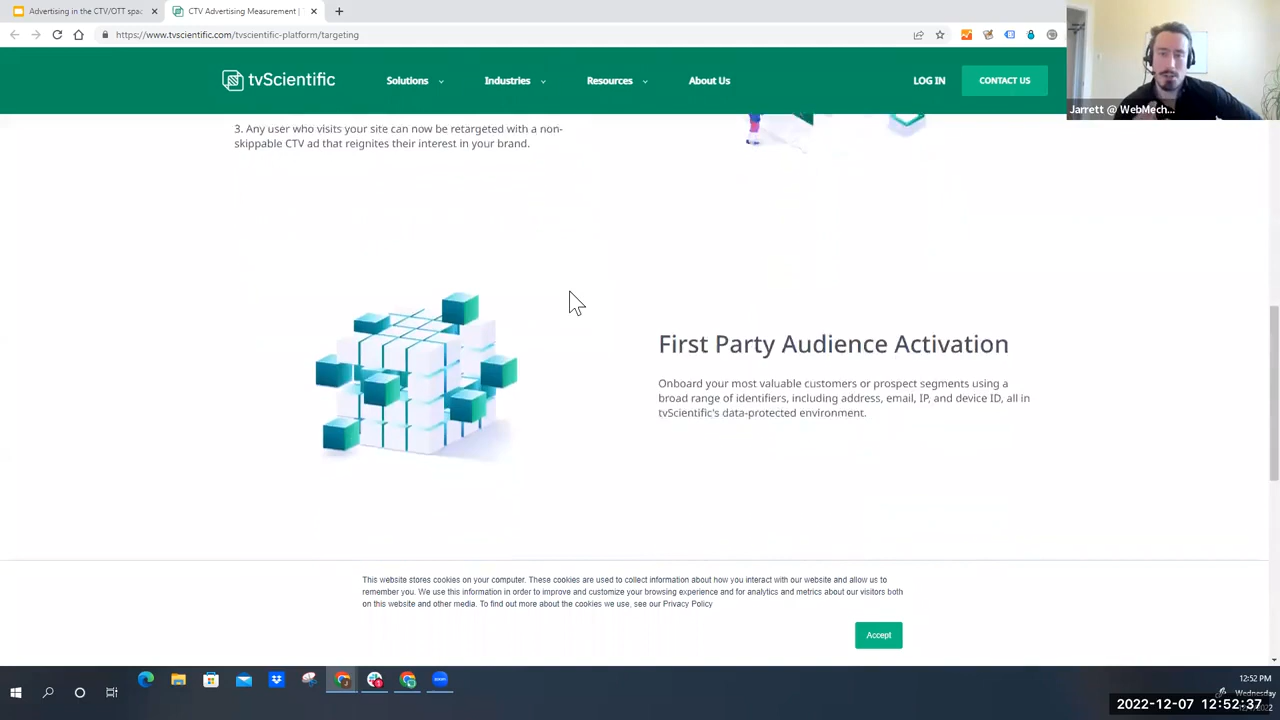 Advertising in the CTV/OTT spac
CTV Advertising Measurement |
https://www.tvscientific.com/tvscientific-platform/targeting
tvScientific
Solutions
Industries
Resources
About Us
LOG IN
CONTACT US
Jarrett @ WebMech...
3. Any user who visits your site can now be retargeted with a non-
skippable CTV ad that reignites their interest in your brand.
First Party Audience Activation
Onboard your most valuable customers or prospect segments using a
broad range of identifiers, including address, email, IP, and device ID, all in
tvScientific's data-protected environment.
This website stores cookies on your computer. These cookies are used to collect information about how you interact with our website and allow us to
remember you. We use this information in order to improve and customize your browsing experience and for analytics and metrics about our visitors both
on this website and other media. To find out more about the cookies we use, see our Privacy Policy
Accept
12:52 PM
Wednesday
2022-12-07 12:52:37